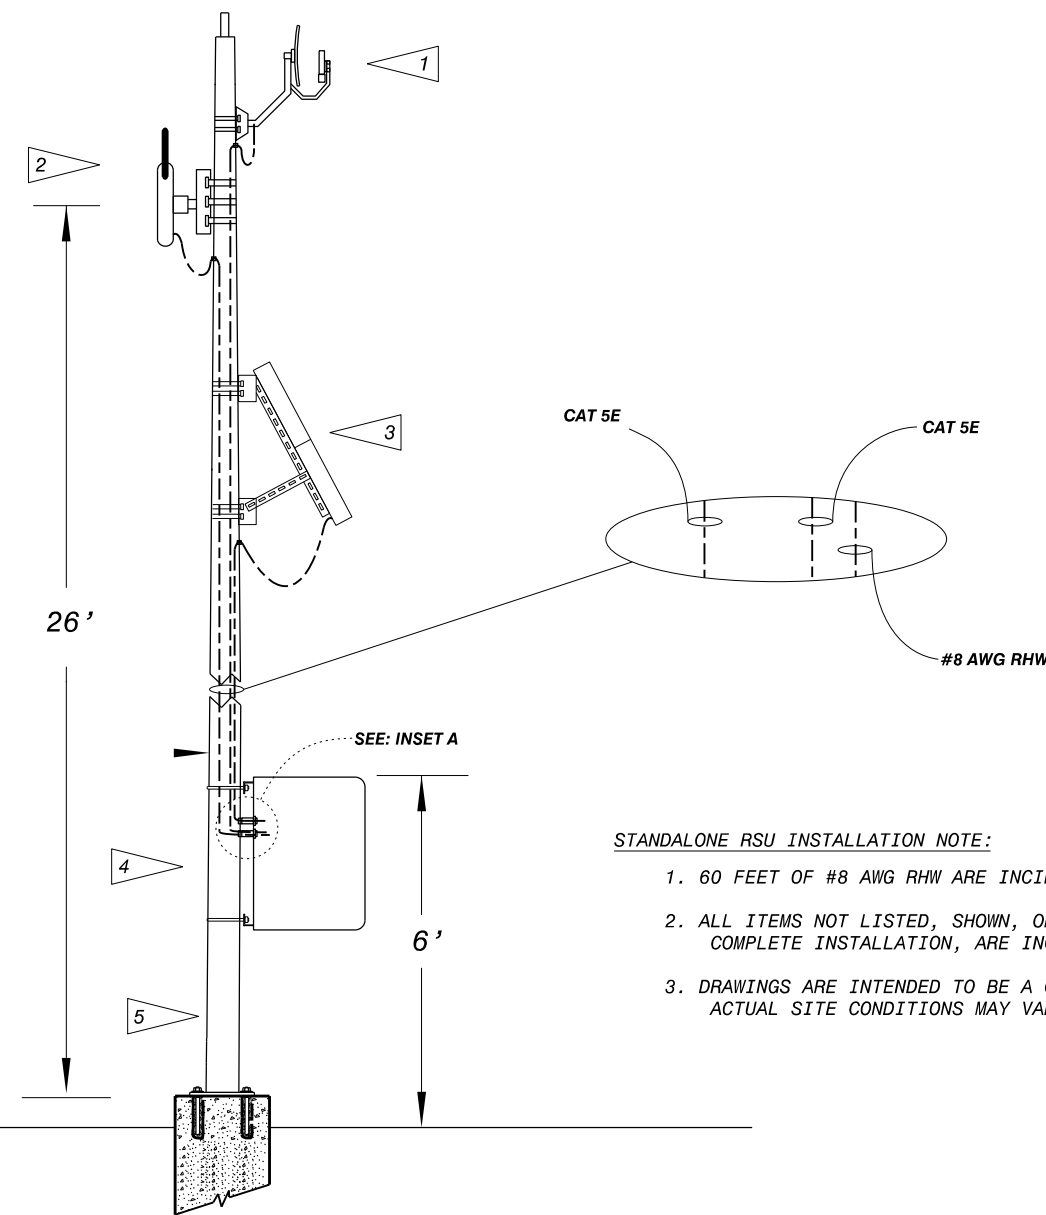 1
2
3
CAT 5E
CAT 5E
26'
#8 AWG RHW
SEE: INSET A
4
6'
5
STANDALONE RSU INSTALLATION NOTE:
1. 60 FEET OF #8 AWG RHW ARE
2. ALL ITEMS NOT LISTED, SHOWN,
COMPLETE INSTALLATION, ARE
3. DRAWINGS ARE INTENDED TO BE A
ACTUAL SITE CONDITIONS MAY